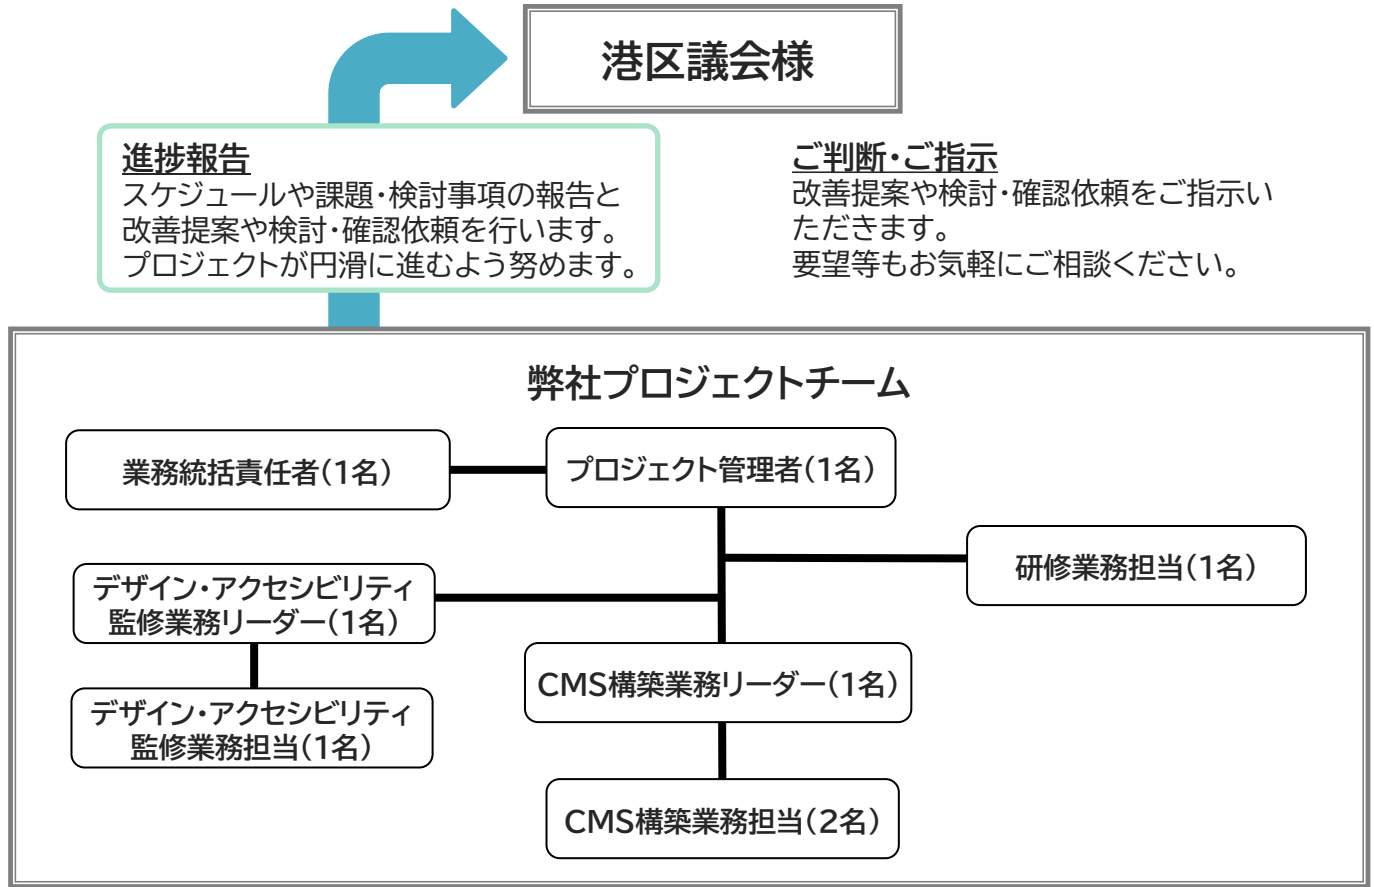 港区議会様
進捗報告
スケジュールや課題・検討事項の報告と
改善提案や検討・確認依頼を行います。
プロジェクトが円滑に進むよう努めます。
ご判断・ご指示
改善提案や検討・確認依頼をご指示い
ただきます。
要望等もお気軽にご相談ください。
弊社プロジェクトチーム
業務統括責任者(1名)
プロジェクト管理者(1名)
研修業務担当(1名)
デザイン・アクセシビリティ
監修業務リーダー(1名)
デザイン・アクセシビリティ
監修業務担当(1名)
CMS構築業務リーダー(1名)
CMS構築業務担当(2名)